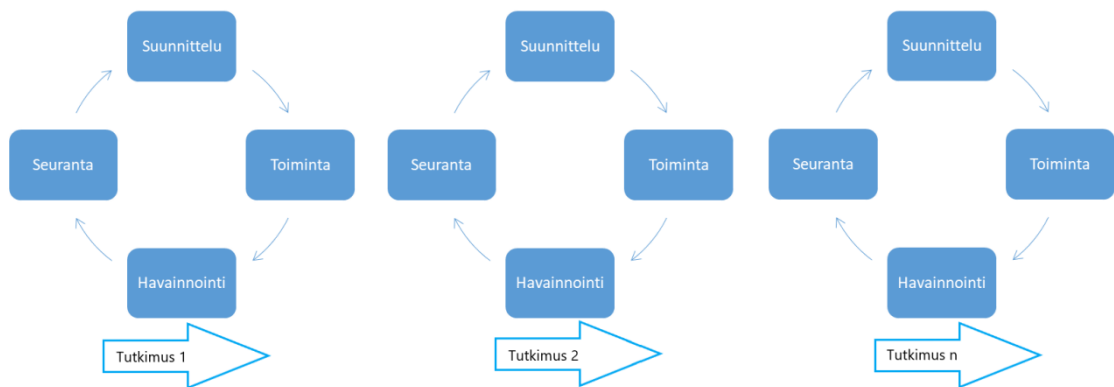 Suunnittelu
Seuranta
Toiminta
Havainnointi
Tutkimus 1
Suunnittelu
Seuranta
Toiminta
Havainnointi
Tutkimus 2
Suunnittelu
Seuranta
Toiminta
Havainnointi
Tutkimus n